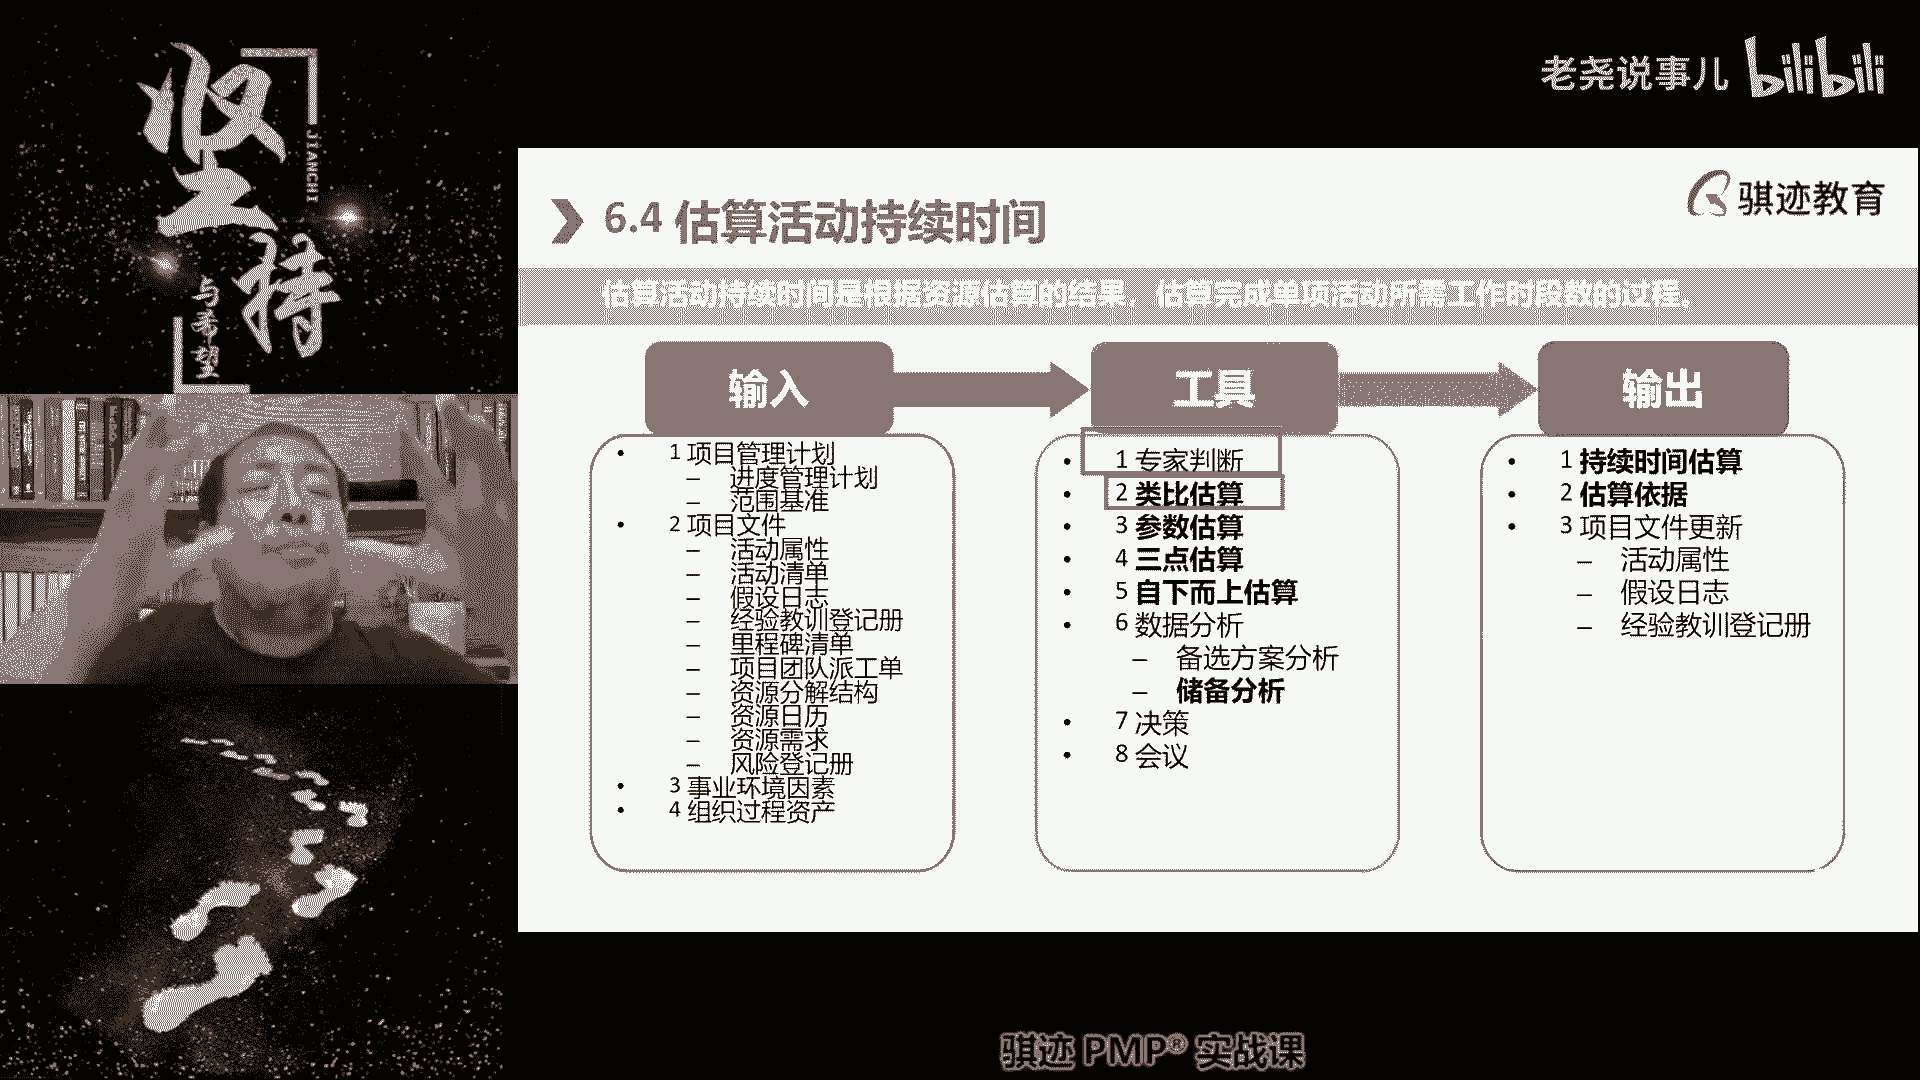 坚持
JIANCHI
与希望
老尧说事儿 bilibili
骐迹教育
6.4 估算活动持续时间
估算活动持续时间是根据资源估算的结果，估算完成单项活动所需工作时段数的过程。
输入
• 1 项目管理计划
– 进度管理计划
– 范围基准
• 2 项目文件
– 活动属性
– 活动清单
– 假设日志
– 经验教训登记册
– 里程碑清单
– 项目团队派工单
– 资源分解结构
– 资源日历
– 资源需求
– 风险登记册
• 3 事业环境因素
• 4 组织过程资产
工具
• 1 专家判断
• 2 类比估算
• 3 参数估算
• 4 三点估算
• 5 自下而上估算
• 6 数据分析
– 备选方案分析
– 储备分析
• 7 决策
• 8 会议
输出
• 1 持续时间估算
• 2 估算依据
• 3 项目文件更新
– 活动属性
– 假设日志
– 经验教训登记册
骐迹 PMP® 实战课